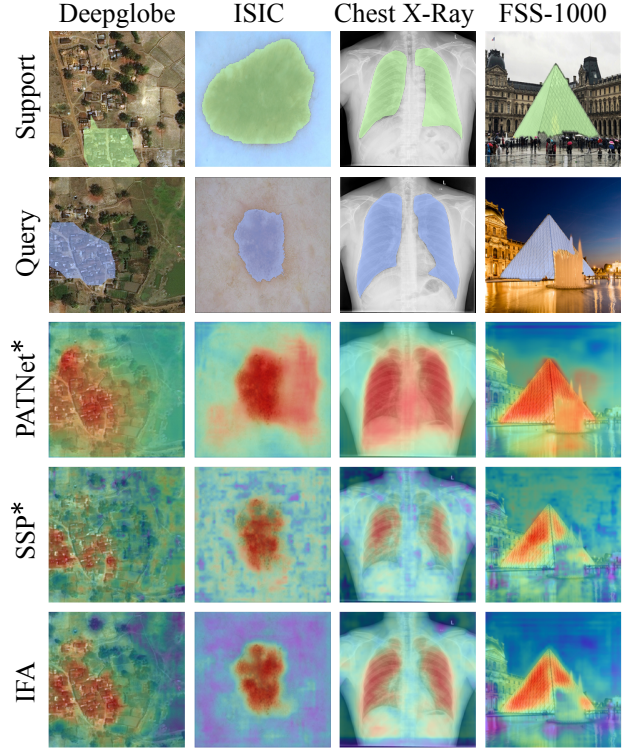 Deepglobe ISIC Chest X-Ray FSS-1000
Support
Query
PATNet*
SSP*
IFA